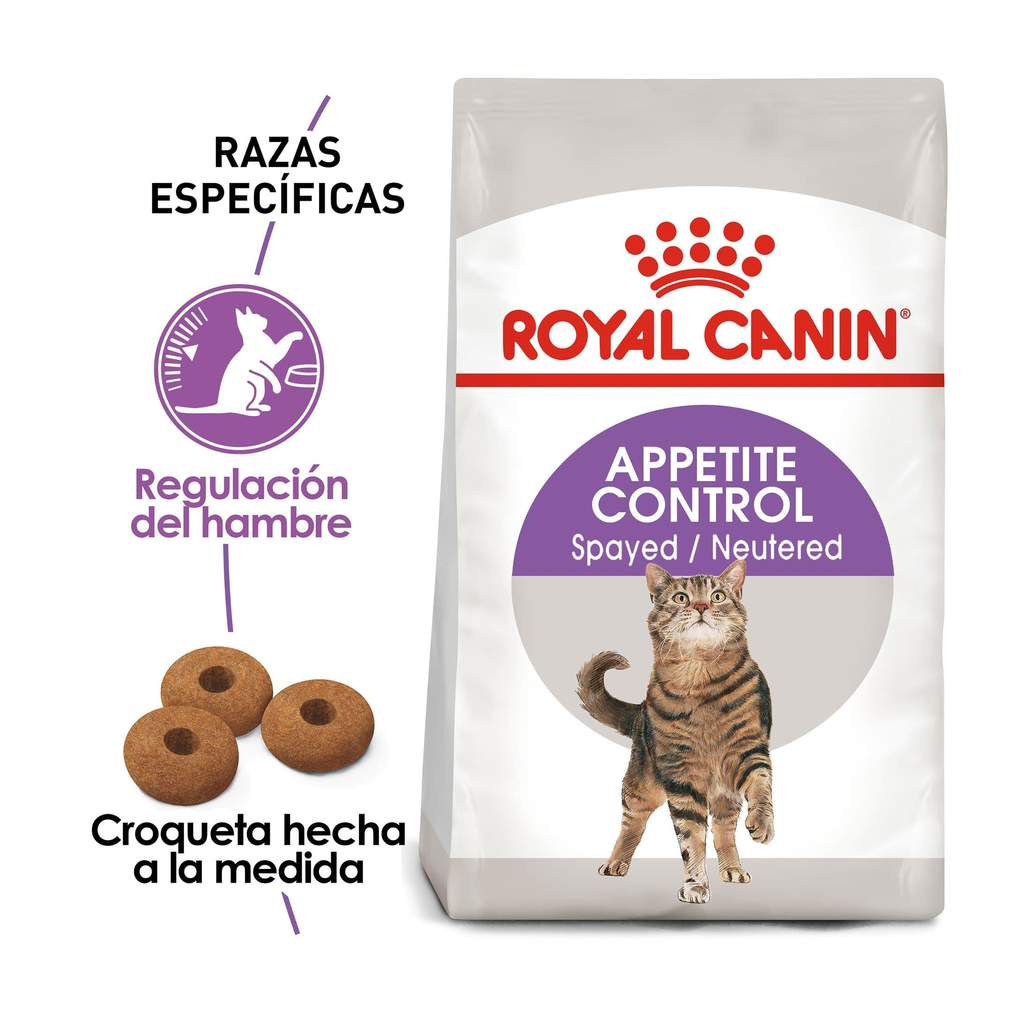 RAZAS
ESPECÍFICAS
Regulación
del hambre
Croqueta hecha
a la medida
ROYAL CANIN®
APPETITE
CONTROL
Spayed / Neutered